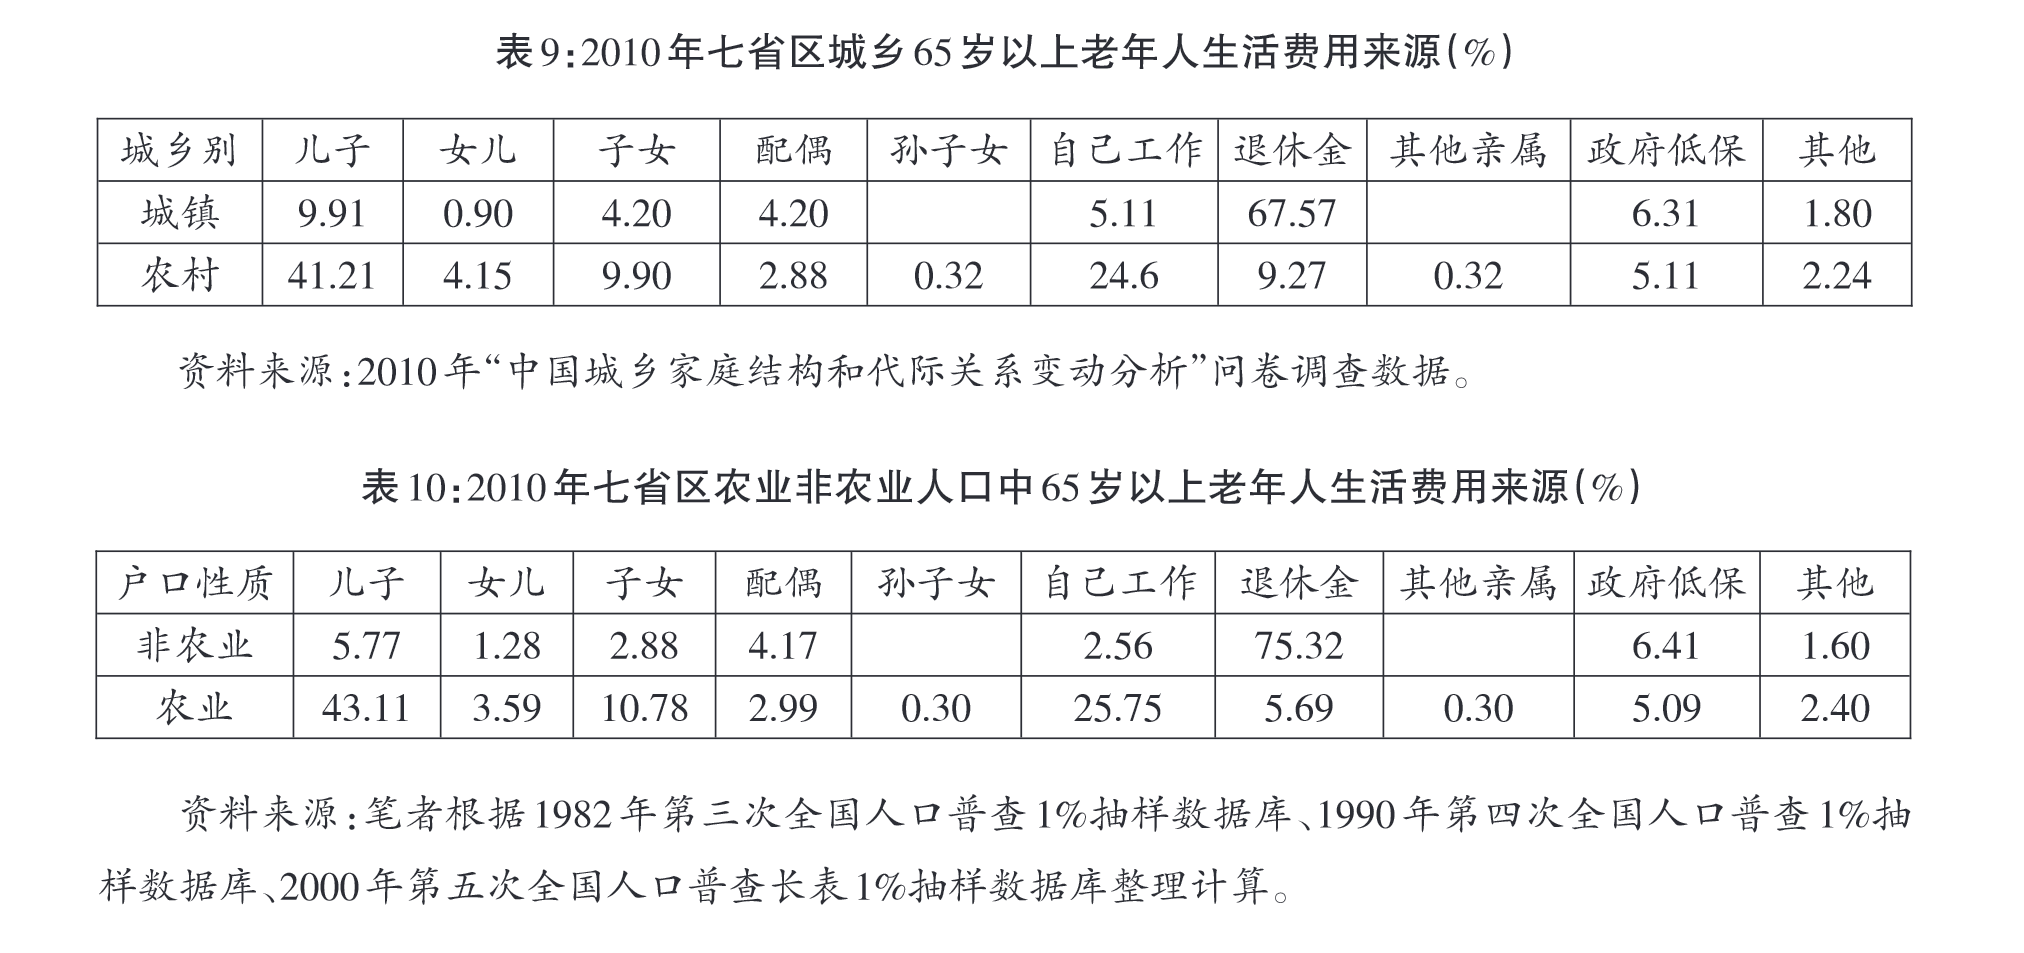 表9:2010年七省区城乡65岁以上老年人生活费用来源(%)
城乡别 儿子 女儿 子女 配偶 孙子女 自己工作 退休金 其他亲属 政府低保 其他
城镇 9.91 0.90 4.20 4.20 5.11 67.57 6.31 1.80
农村 41.21 4.15 9.90 2.88 0.32 24.6 9.27 0.32 5.11 2.24
资料来源:2010年“中国城乡家庭结构和代际关系变动分析”问卷调查数据。
表10:2010年七省区农业非农业人口中65岁以上老年人生活费用来源(%)
户口性质 儿子 女儿 子女 配偶 孙子女 自己工作 退休金 其他亲属 政府低保 其他
非农业 5.77 1.28 2.88 4.17 2.56 75.32 6.41 1.60
农业 43.11 3.59 10.78 2.99 0.30 25.75 5.69 0.30 5.09 2.40
资料来源:笔者根据1982年第三次全国人口普查1%抽样数据库、1990年第四次全国人口普查1%抽
样数据库、2000年第五次全国人口普查长表1%抽样数据库整理计算。